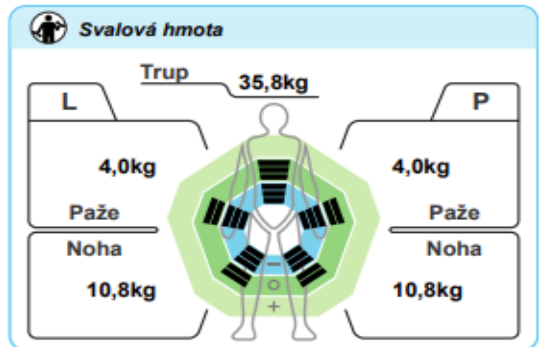 Svalová hmota
Trup
35,8kg
L
P
4,0kg
4,0kg
Paže
Paže
Noha
Noha
10,8kg
10,8kg
−
○
+